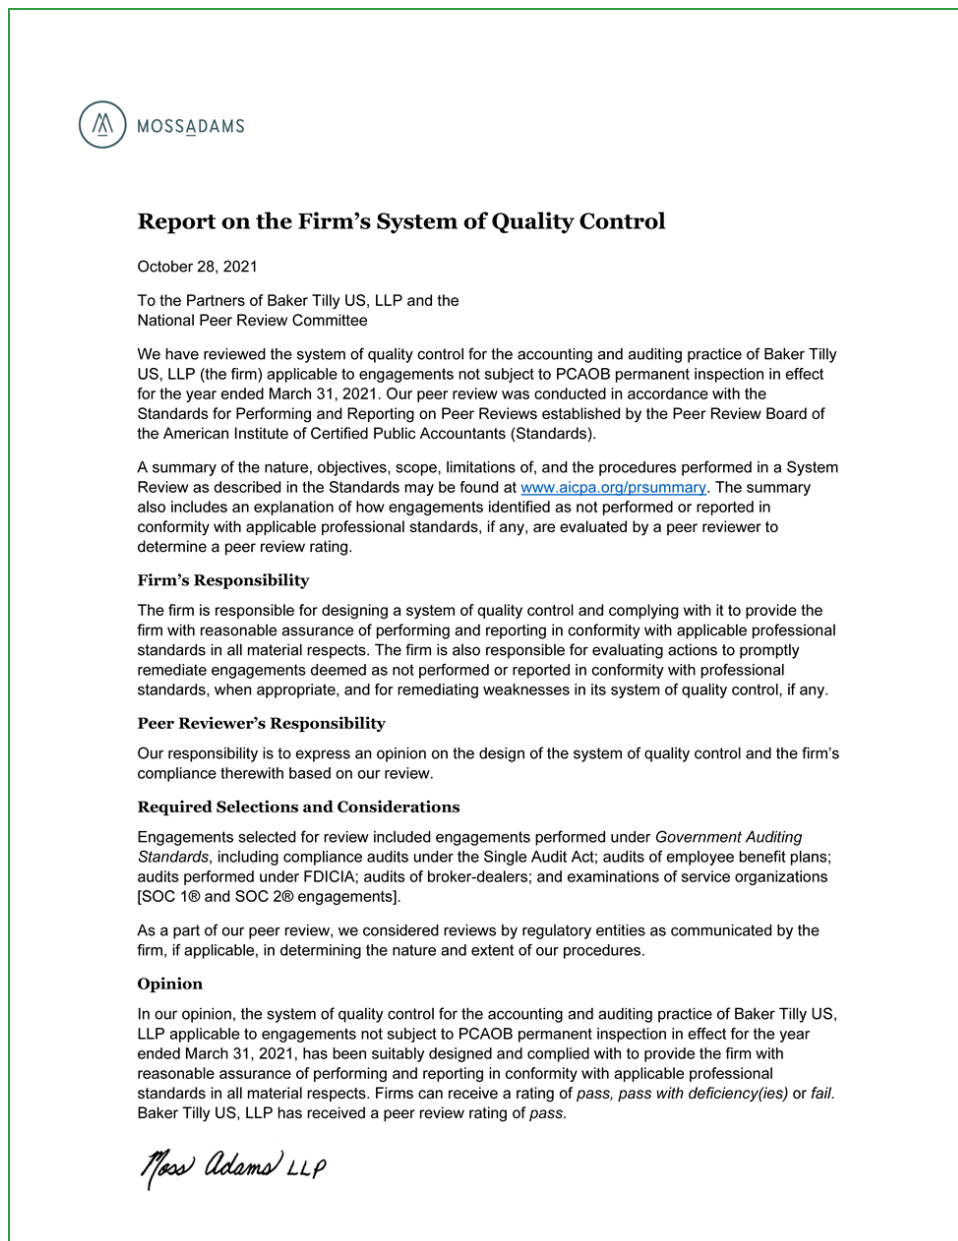 MOSSADAMS
Report on the Firm's System of Quality Control
October 28, 2021
To the Partners of Baker Tilly US, LLP and the
National Peer Review Committee
We have reviewed the system of quality control for the accounting and auditing practice of Baker Tilly
US, LLP (the firm) applicable to engagements not subject to PCAOB permanent inspection in effect
for the year ended March 31, 2021. Our peer review was conducted in accordance with the
Standards for Performing and Reporting on Peer Reviews established by the Peer Review Board of
the American Institute of Certified Public Accountants (Standards).
A summary of the nature, objectives, scope, limitations of, and the procedures performed in a System
Review as described in the Standards may be found at www.aicpa.org/prsummary. The summary
also includes an explanation of how engagements identified as not performed or reported in
conformity with applicable professional standards, if any, are evaluated by a peer reviewer to
determine a peer review rating.
Firm's Responsibility
The firm is responsible for designing a system of quality control and complying with it to provide the
firm with reasonable assurance of performing and reporting in conformity with applicable professional
standards in all material respects. The firm is also responsible for evaluating actions to promptly
remediate engagements deemed as not performed or reported in conformity with professional
standards, when appropriate, and for remediating weaknesses in its system of quality control, if any.
Peer Reviewer's Responsibility
Our responsibility is to express an opinion on the design of the system of quality control and the firm's
compliance therewith based on our review.
Required Selections and Considerations
Engagements selected for review included engagements performed under Government Auditing
Standards, including compliance audits under the Single Audit Act; audits of employee benefit plans;
audits performed under FDICIA; audits of broker-dealers; and examinations of service organizations
[SOC 1® and SOC 2® engagements].
As a part of our peer review, we considered reviews by regulatory entities as communicated by the
firm, if applicable, in determining the nature and extent of our procedures.
Opinion
In our opinion, the system of quality control for the accounting and auditing practice of Baker Tilly US,
LLP applicable to engagements not subject to PCAOB permanent inspection in effect for the year
ended March 31, 2021, has been suitably designed and complied with to provide the firm with
reasonable assurance of performing and reporting in conformity with applicable professional
standards in all material respects. Firms can receive a rating of pass, pass with deficiency(ies) or fail.
Baker Tilly US, LLP has received a peer review rating of pass.
Moss Adams LLP